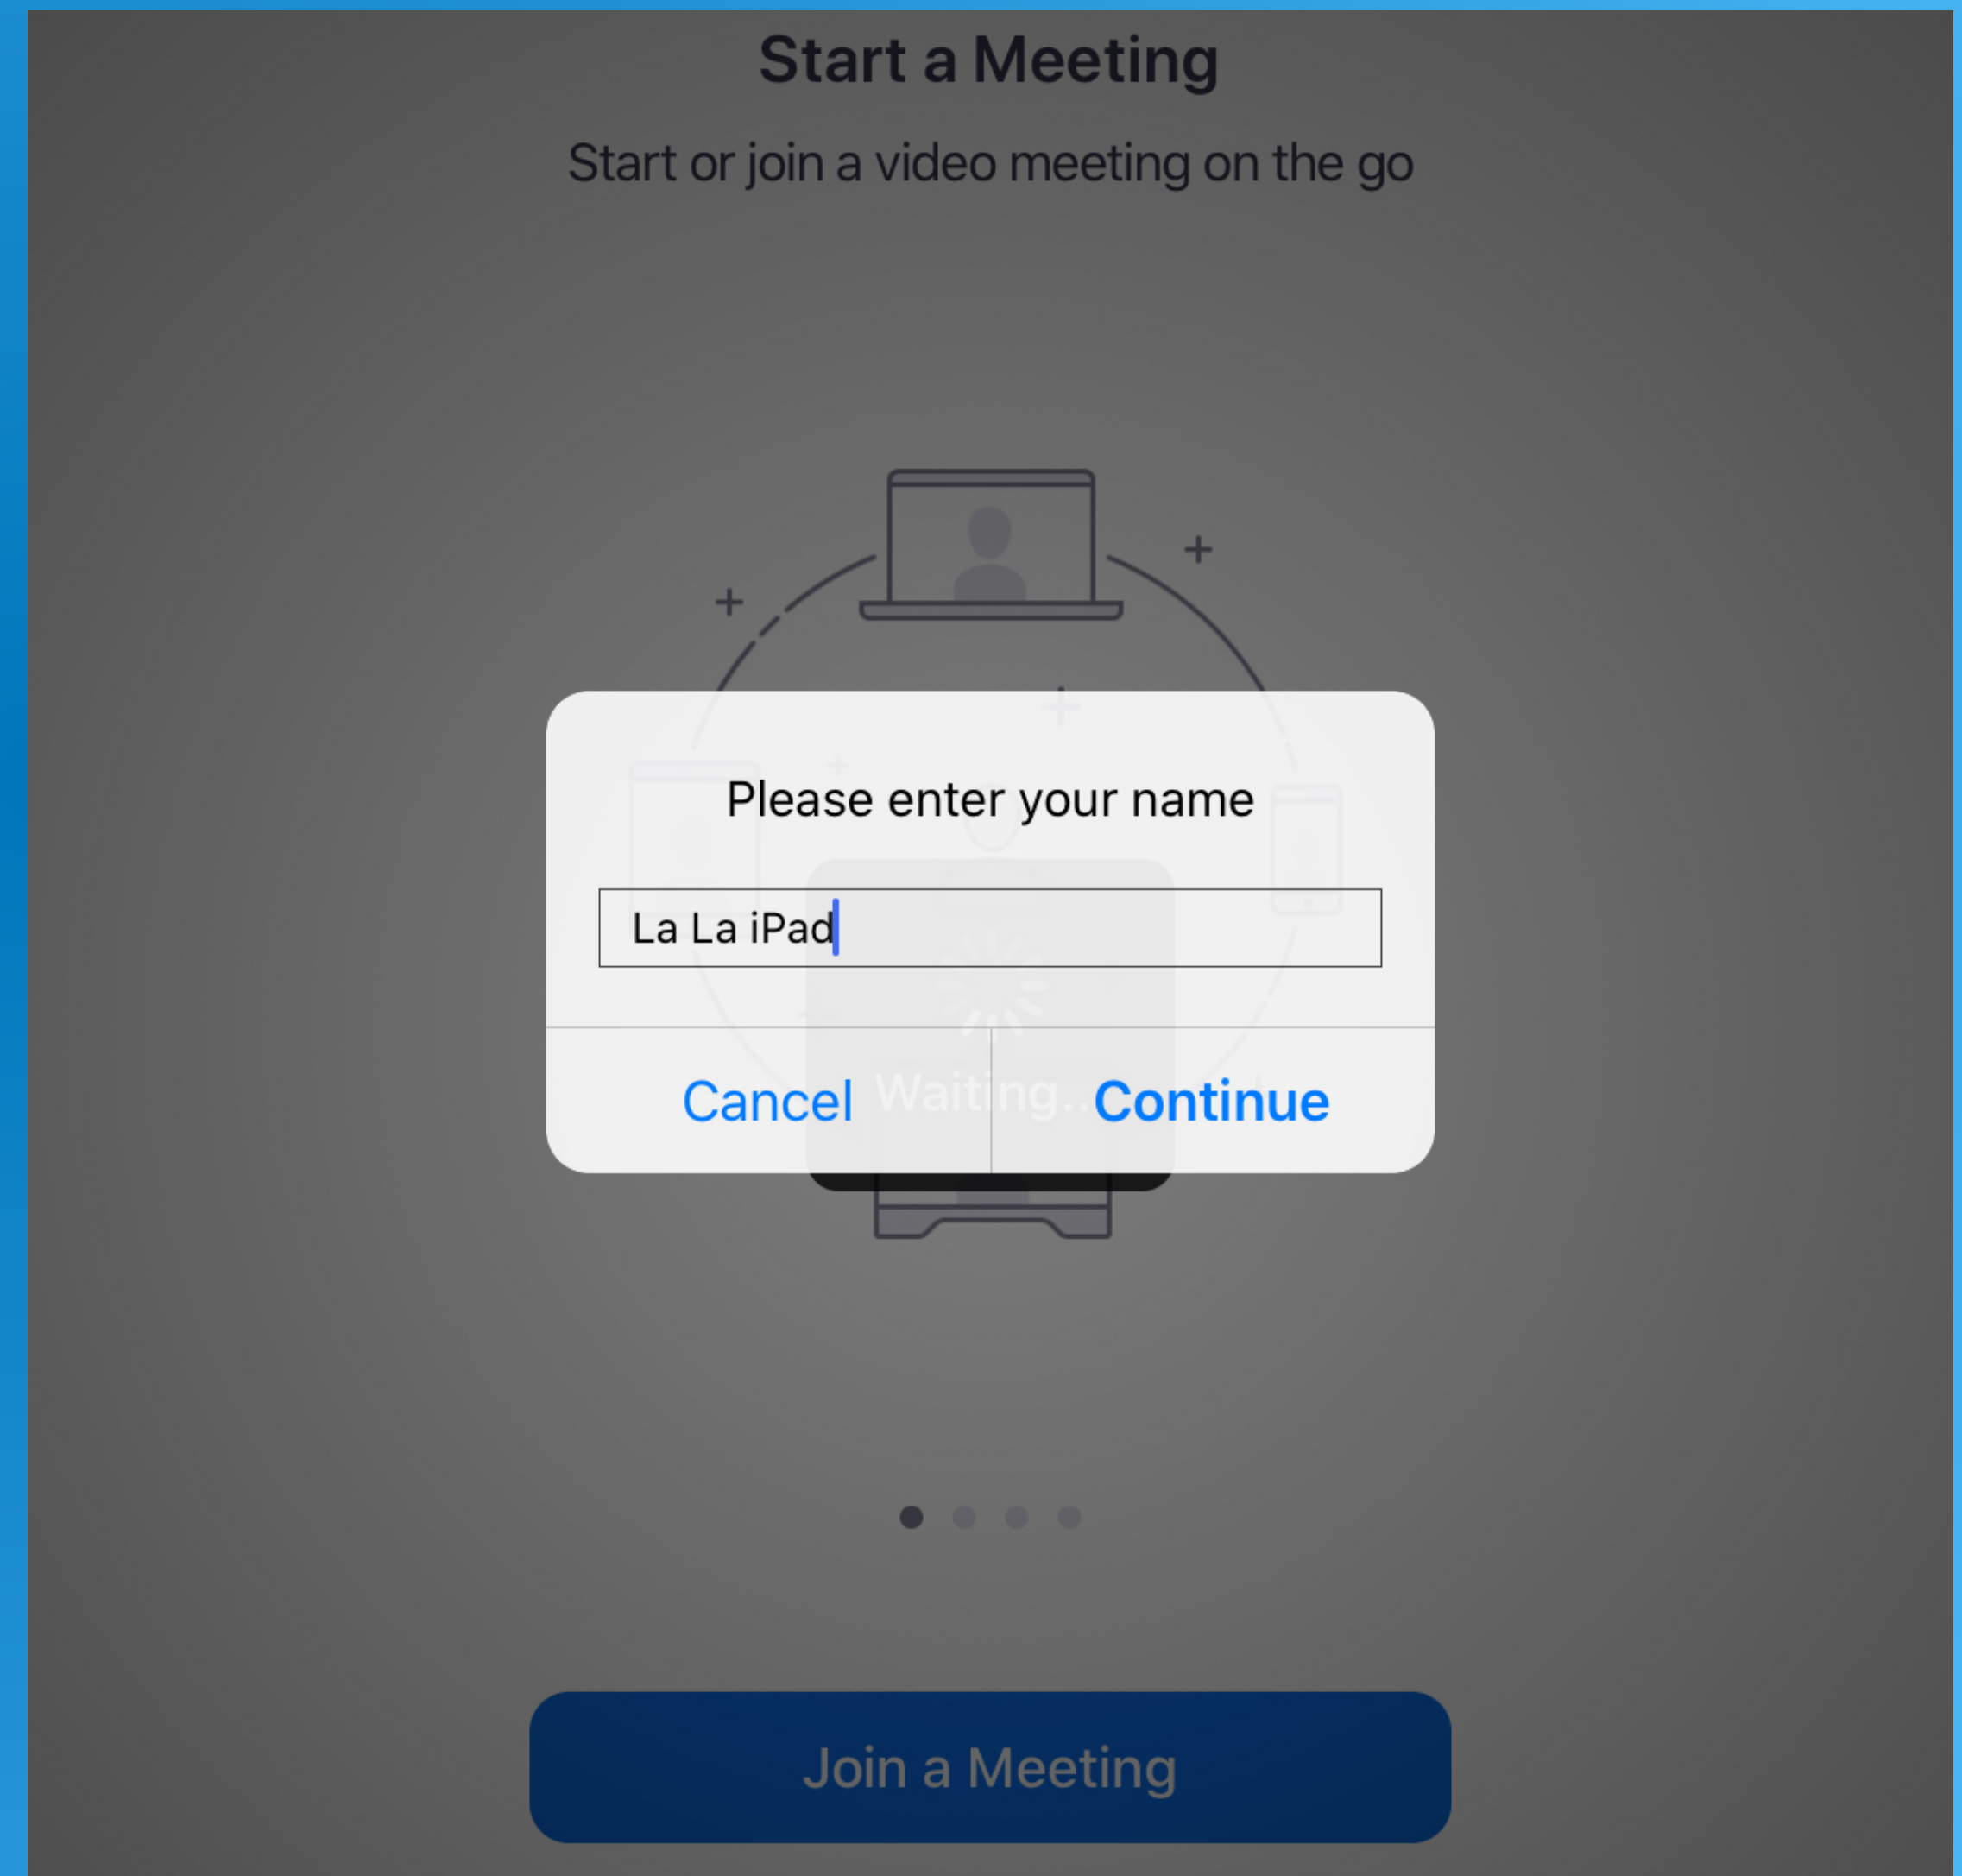 Start a Meeting
Start or join a video meeting on the go
Please enter your name
La La iPad
Cancel
Waiting..
Continue
Join a Meeting